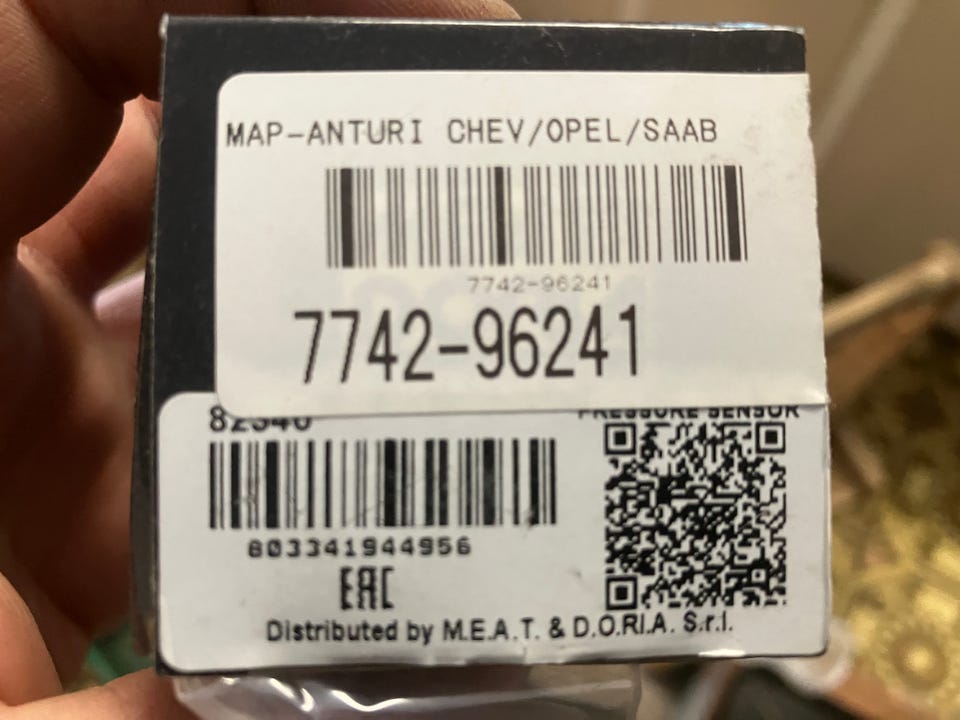 MAP-ANTURI CHEV/OPEL/SAAB
7742-96241
7742-96241
PRESSURE SENSOR
803341944956
EAC
Distributed by M.E.A.T. & D.O.R.I.A. S.r.l.